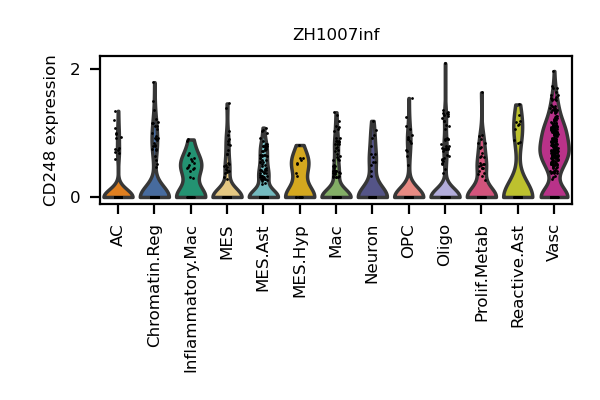 ZH1007inf
CD248 expression
2
0
AC
Chromatin.Reg
Inflammatory.Mac
MES
MES.Ast
MES.Hyp
Mac
Neuron
OPC
Oligo
Prolif.Metab
Reactive.Ast
Vasc